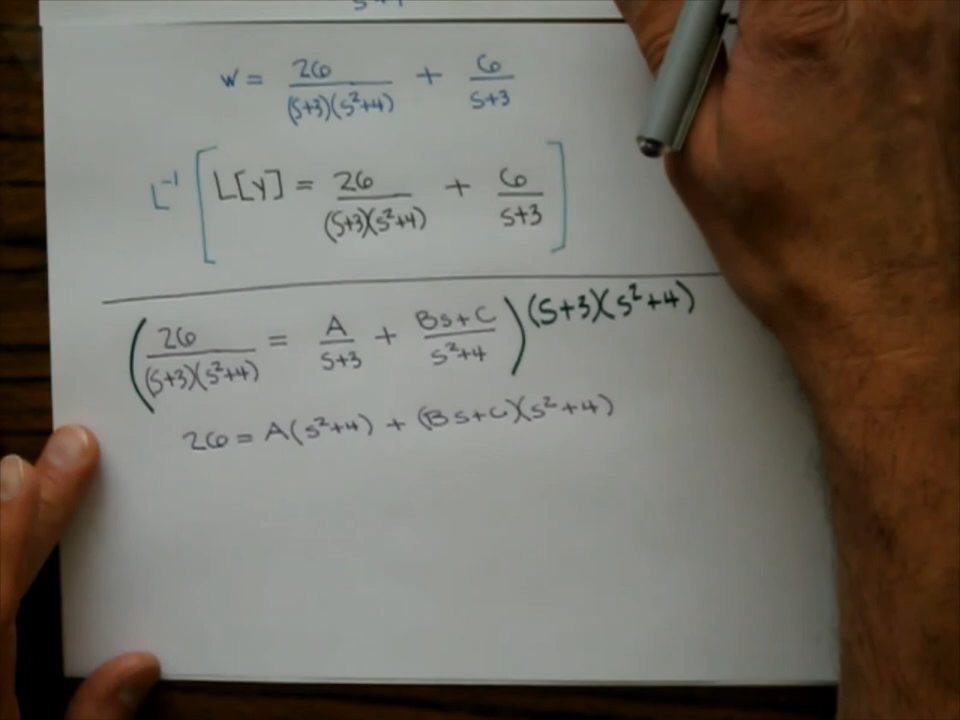 w = 26/((s+3)(s²+4)) + 6/(s+3)
L⁻¹ [ L[y] = 26/((s+3)(s²+4)) + 6/(s+3) ]
( 26/((s+3)(s²+4)) = A/(s+3) + (Bs+C)/(s²+4) ) (s+3)(s²+4)
26 = A(s²+4) + (Bs+C)(s²+4)